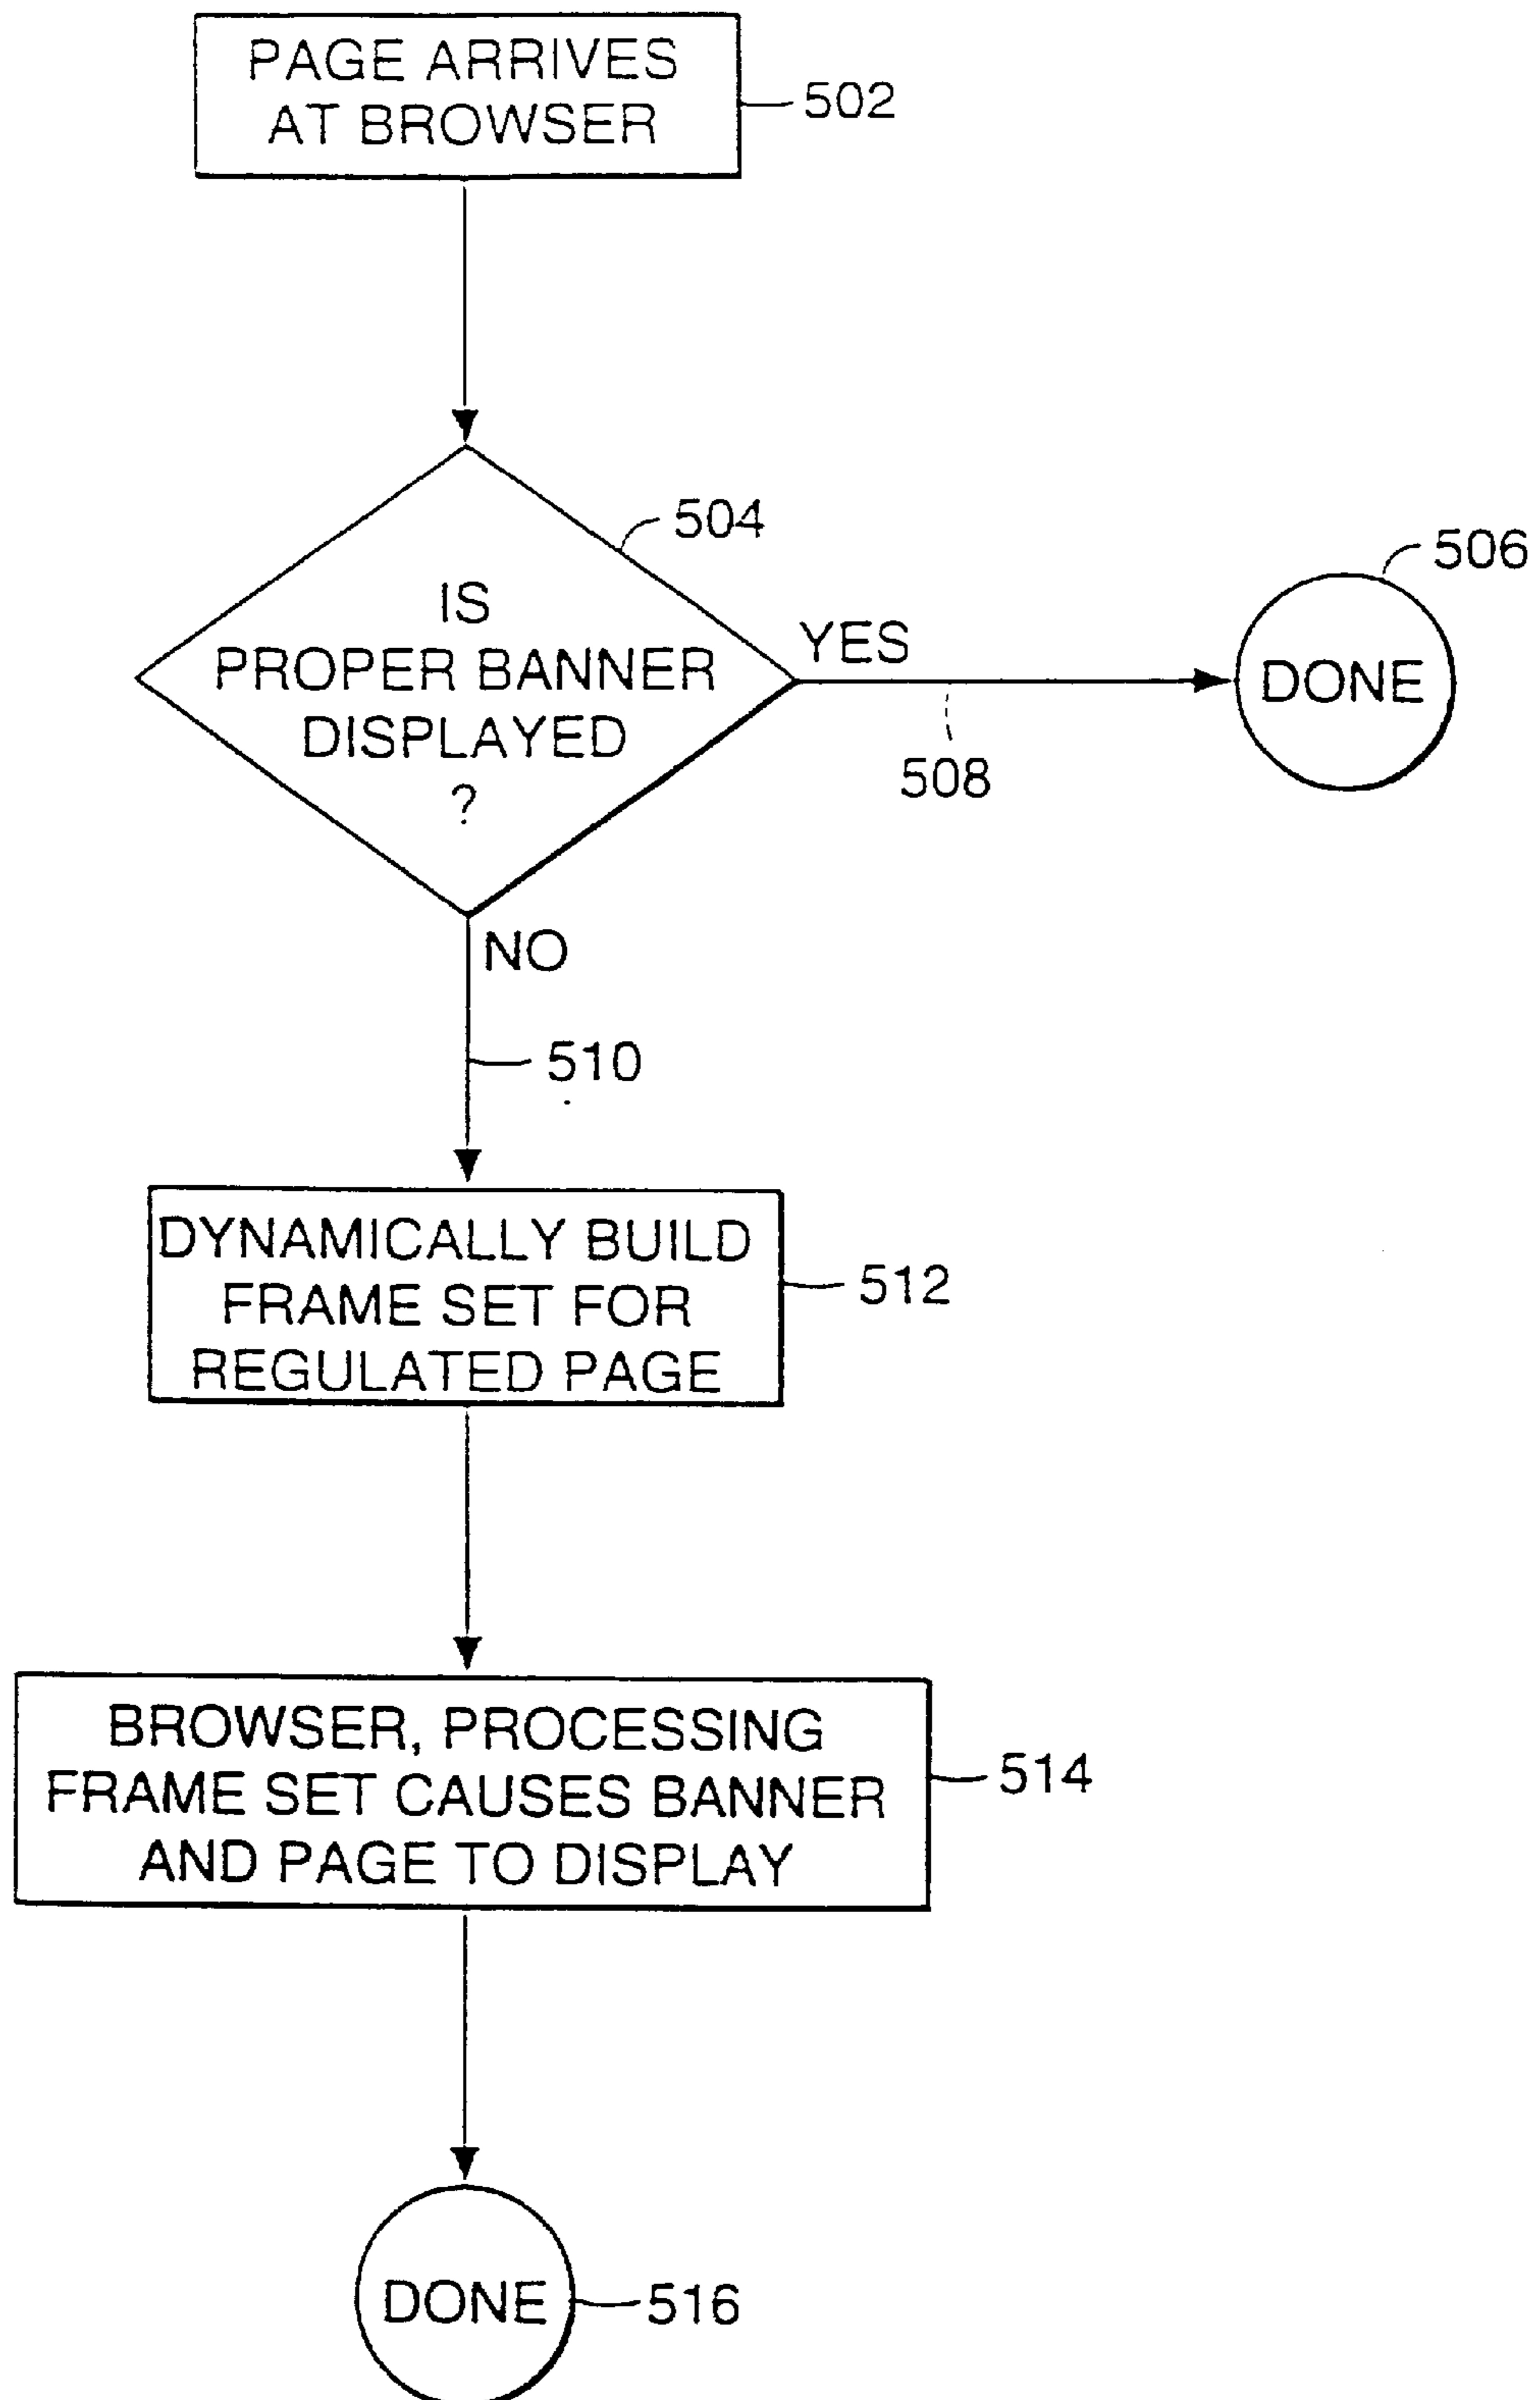 PAGE ARRIVES
AT BROWSER
502
504
IS
PROPER BANNER
DISPLAYED
?
YES
508
506
DONE
NO
510
DYNAMICALLY BUILD
FRAME SET FOR
REGULATED PAGE
512
BROWSER, PROCESSING
FRAME SET CAUSES BANNER
AND PAGE TO DISPLAY
514
DONE
516